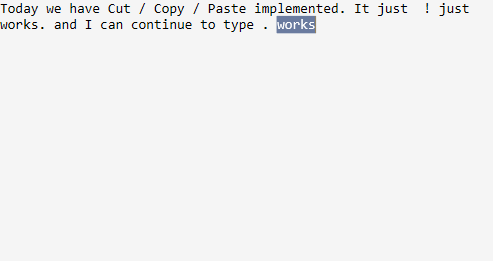 Today we have Cut / Copy / Paste implemented. It just  ! just
works. and I can continue to type . works